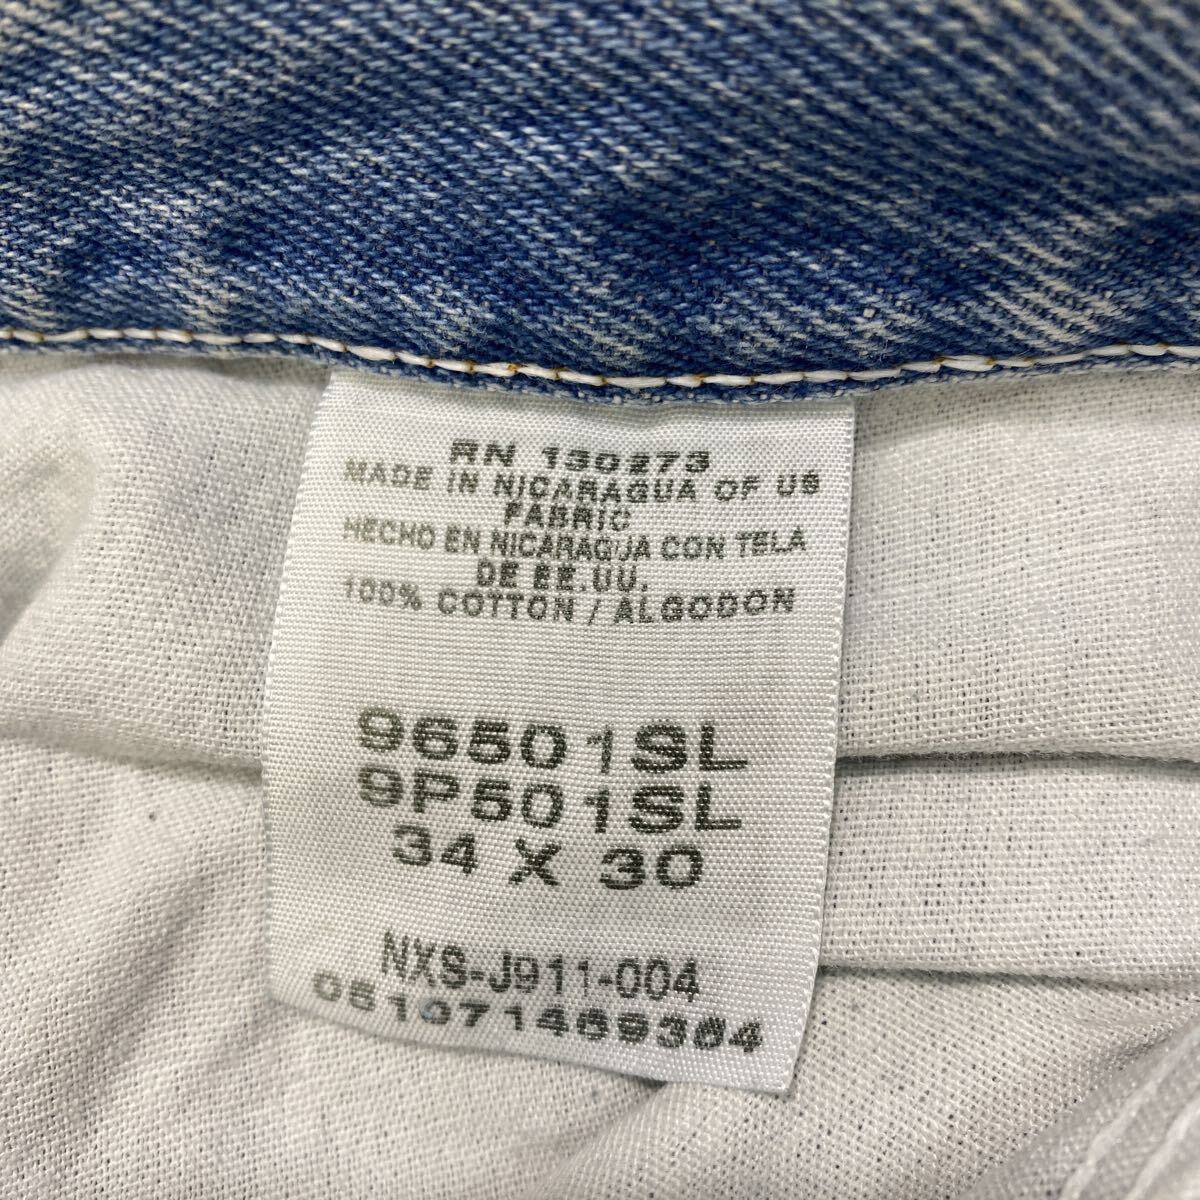 RN 130273
MADE IN NICARAGUA OF US
FABRIC
HECHO EN NICARAGUA CON TELA
DE EE.UU.
100% COTTON / ALGODON
96501SL
9P501SL
34 X 30
NXS-J911-004
051071469364